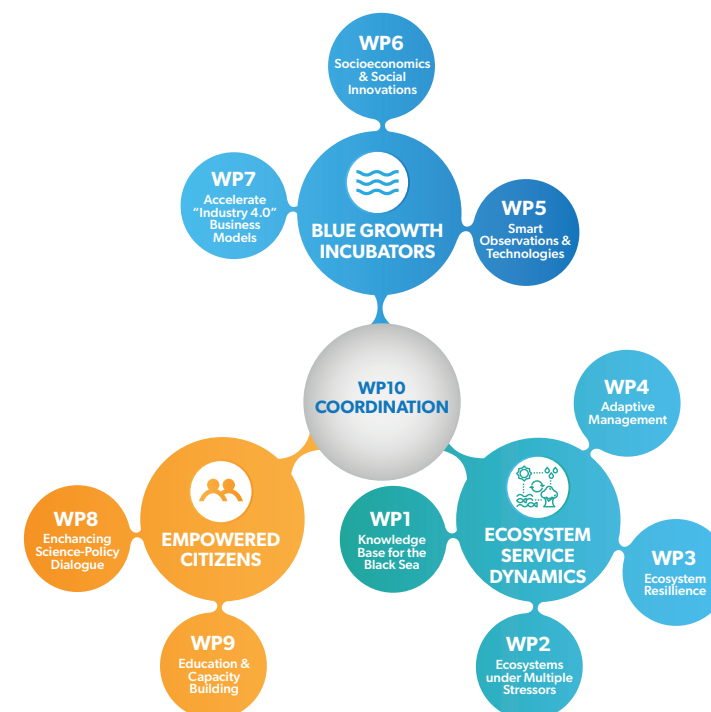 WP6
Socioeconomics
& Social
Innovations
WP7
Accelerate
"Industry 4.0"
Business
Models
BLUE GROWTH
INCUBATORS
WP5
Smart
Observations &
Technologies
WP10
COORDINATION
WP4
Adaptive
Management
WP8
Enchancing
Science-Policy
Dialogue
EMPOWERED
CITIZENS
WP1
Knowledge
Base for the
Black Sea
ECOSYSTEM
SERVICE
DYNAMICS
WP3
Ecosystem
Resillience
WP9
Education &
Capacity
Building
WP2
Ecosystems
under Multiple
Stressors